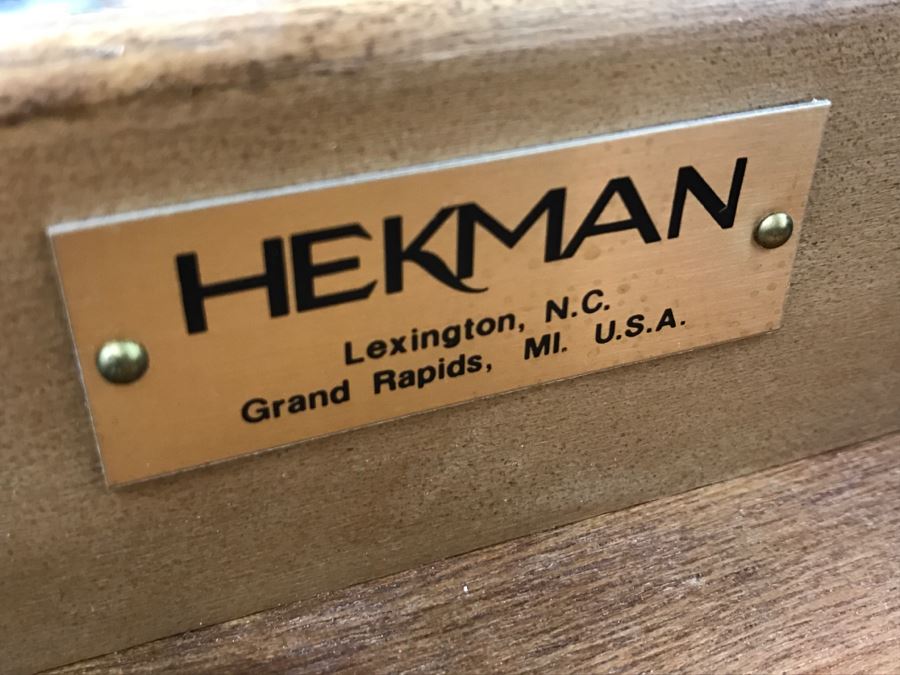 HEKMAN
Lexington, N.C.
Grand Rapids, MI. U.S.A.